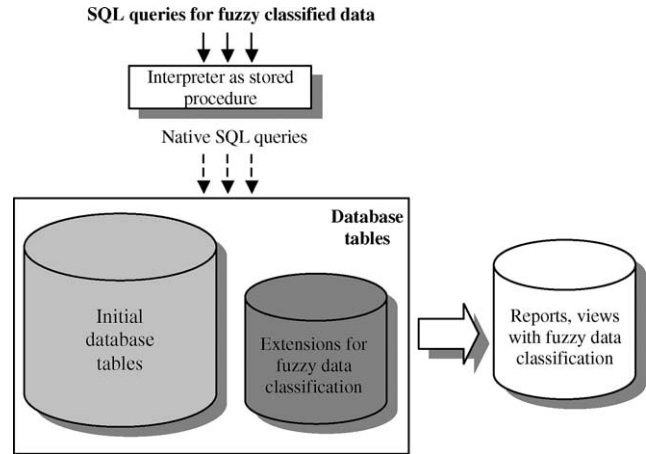 SQL queries for fuzzy classified data
Interpreter as stored
procedure
Native SQL queries
Database
tables
Initial
database
tables
Extensions for
fuzzy data
classification
Reports, views
with fuzzy data
classification